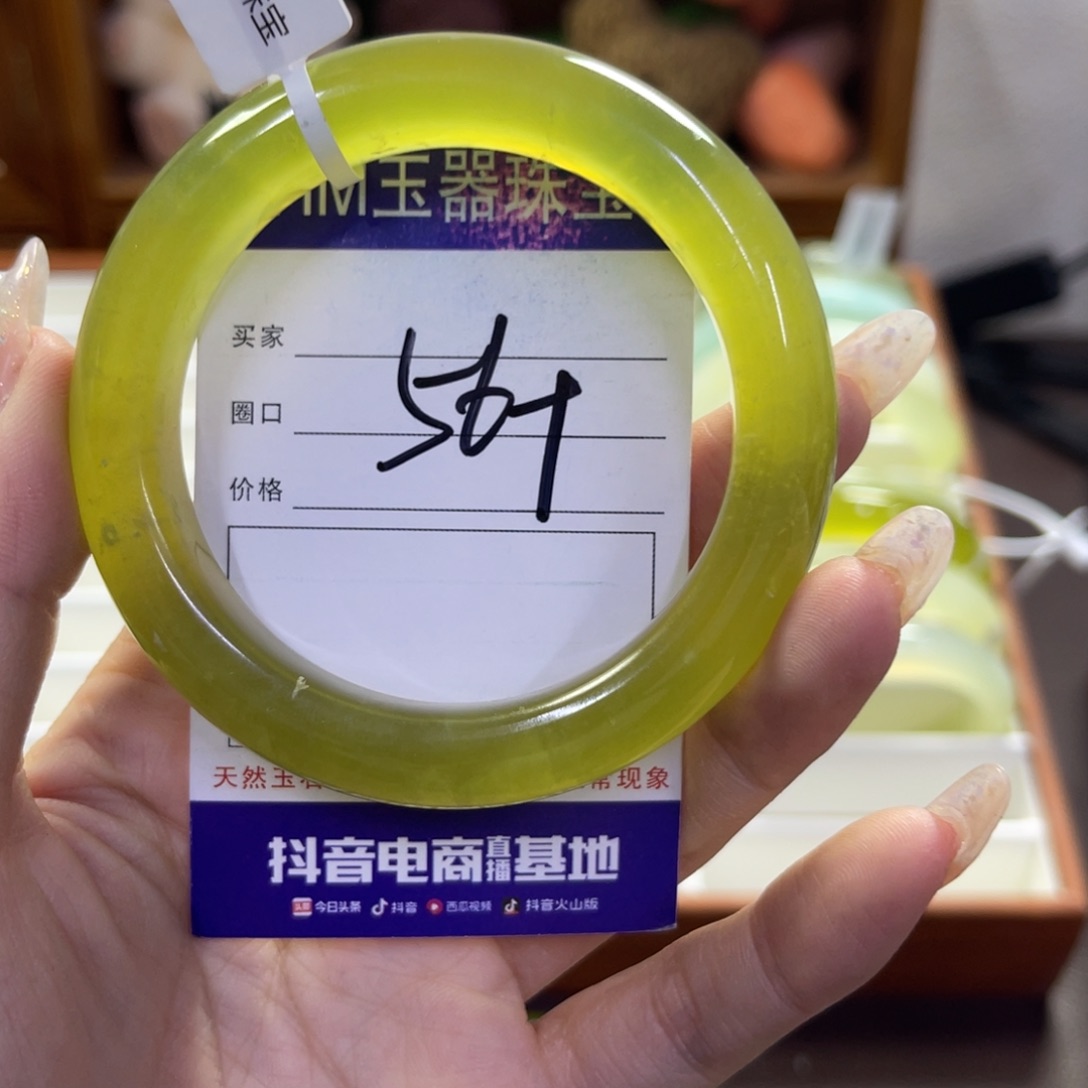 玉器珠宝
买家
圈口
价格
天然玉
常现象
抖音电商直播基地
今日头条 抖音 西瓜视频 抖音火山版